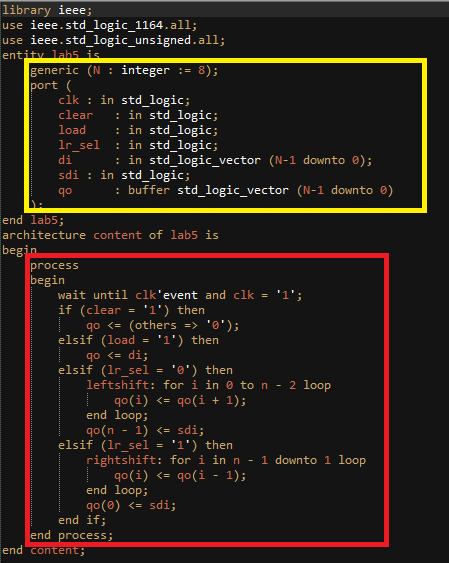 library ieee;
use ieee.std_logic_1164.all;
use ieee.std_logic_unsigned.all;
entity lab5 is
    generic (N : integer := 8);
    port (
        clk : in std_logic;
        clear   : in std_logic;
        load    : in std_logic;
        lr_sel  : in std_logic;
        di      : in std_logic_vector (N-1 downto 0);
        sdi : in std_logic;
        qo      : buffer std_logic_vector (N-1 downto 0)
    );
end lab5;
architecture content of lab5 is
begin
    process
    begin
        wait until clk'event and clk = '1';
        if (clear = '1') then
            qo <= (others => '0');
        elsif (load = '1') then
            qo <= di;
        elsif (lr_sel = '0') then
            leftshift: for i in 0 to n - 2 loop
                qo(i) <= qo(i + 1);
            end loop;
            qo(n - 1) <= sdi;
        elsif (lr_sel = '1') then
            rightshift: for i in n - 1 downto 1 loop
                qo(i) <= qo(i - 1);
            end loop;
            qo(0) <= sdi;
        end if;
    end process;
end content;